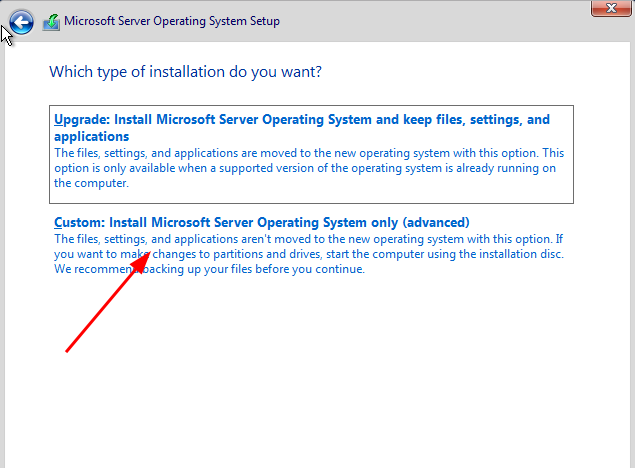 Microsoft Server Operating System Setup
Which type of installation do you want?
Upgrade: Install Microsoft Server Operating System and keep files, settings, and
applications
The files, settings, and applications are moved to the new operating system with this option. This
option is only available when a supported version of the operating system is already running on
the computer.
Custom: Install Microsoft Server Operating System only (advanced)
The files, settings, and applications aren't moved to the new operating system with this option. If
you want to make changes to partitions and drives, start the computer using the installation disc.
We recommend backing up your files before you continue.